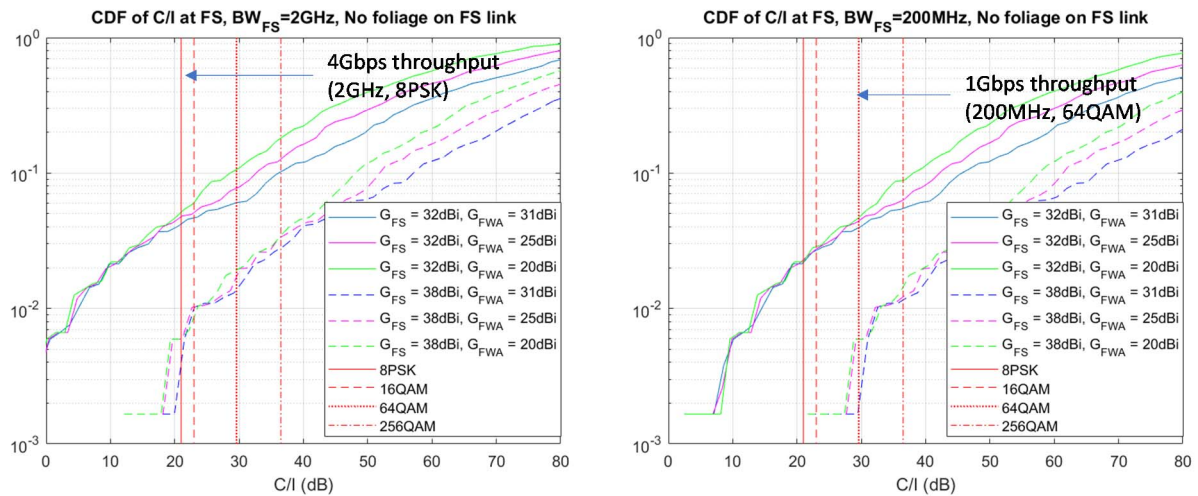 CDF of C/I at FS, BW_FS=2GHz, No foliage on FS link
10^0
10^-1
10^-2
10^-3
4Gbps throughput
(2GHz, 8PSK)
G_FS = 32dBi, G_FWA = 31dBi
G_FS = 32dBi, G_FWA = 25dBi
G_FS = 32dBi, G_FWA = 20dBi
G_FS = 38dBi, G_FWA = 31dBi
G_FS = 38dBi, G_FWA = 25dBi
G_FS = 38dBi, G_FWA = 20dBi
8PSK
16QAM
64QAM
256QAM
0 10 20 30 40 50 60 70 80
C/I (dB)
CDF of C/I at FS, BW_FS=200MHz, No foliage on FS link
10^0
10^-1
10^-2
10^-3
1Gbps throughput
(200MHz, 64QAM)
G_FS = 32dBi, G_FWA = 31dBi
G_FS = 32dBi, G_FWA = 25dBi
G_FS = 32dBi, G_FWA = 20dBi
G_FS = 38dBi, G_FWA = 31dBi
G_FS = 38dBi, G_FWA = 25dBi
G_FS = 38dBi, G_FWA = 20dBi
8PSK
16QAM
64QAM
256QAM
0 10 20 30 40 50 60 70 80
C/I (dB)